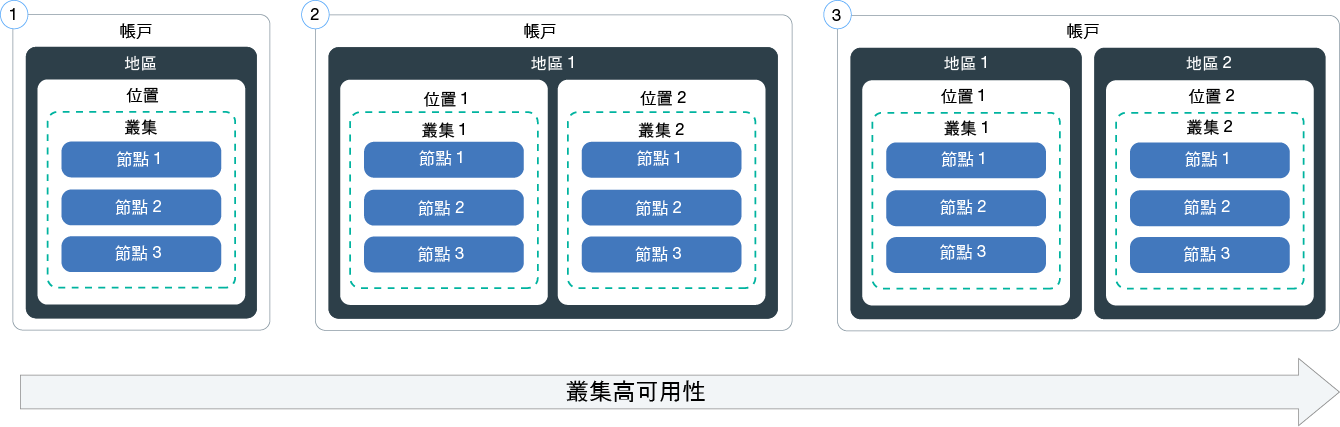 1
帳戶
地區
位置
叢集
節點 1
節點 2
節點 3
2
帳戶
地區 1
位置 1
叢集 1
節點 1
節點 2
節點 3
位置 2
叢集 2
節點 1
節點 2
節點 3
3
帳戶
地區 1
位置 1
叢集 1
節點 1
節點 2
節點 3
地區 2
位置 2
叢集 2
節點 1
節點 2
節點 3
叢集高可用性